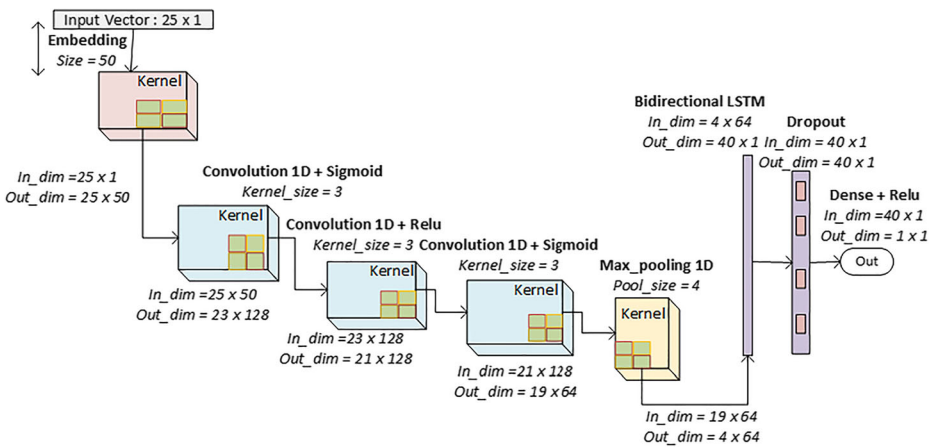 Input Vector : 25 x 1
Embedding
Size = 50
Kernel
In_dim =25 x 1
Out_dim = 25 x 50
Convolution 1D + Sigmoid
Kernel_size = 3
Kernel
In_dim =25 x 50
Out_dim = 23 x 128
Convolution 1D + Relu
Kernel_size = 3
Kernel
In_dim =23 x 128
Out_dim = 21 x 128
Convolution 1D + Sigmoid
Kernel_size = 3
Kernel
In_dim =21 x 128
Out_dim = 19 x 64
Max_pooling 1D
Pool_size = 4
Kernel
In_dim = 19 x 64
Out_dim = 4 x 64
Bidirectional LSTM
In_dim = 4 x 64
Out_dim = 40 x 1
Dropout
In_dim = 40 x 1
Out_dim = 40 x 1
Dense + Relu
In_dim =40 x 1
Out_dim = 1 x 1
Out